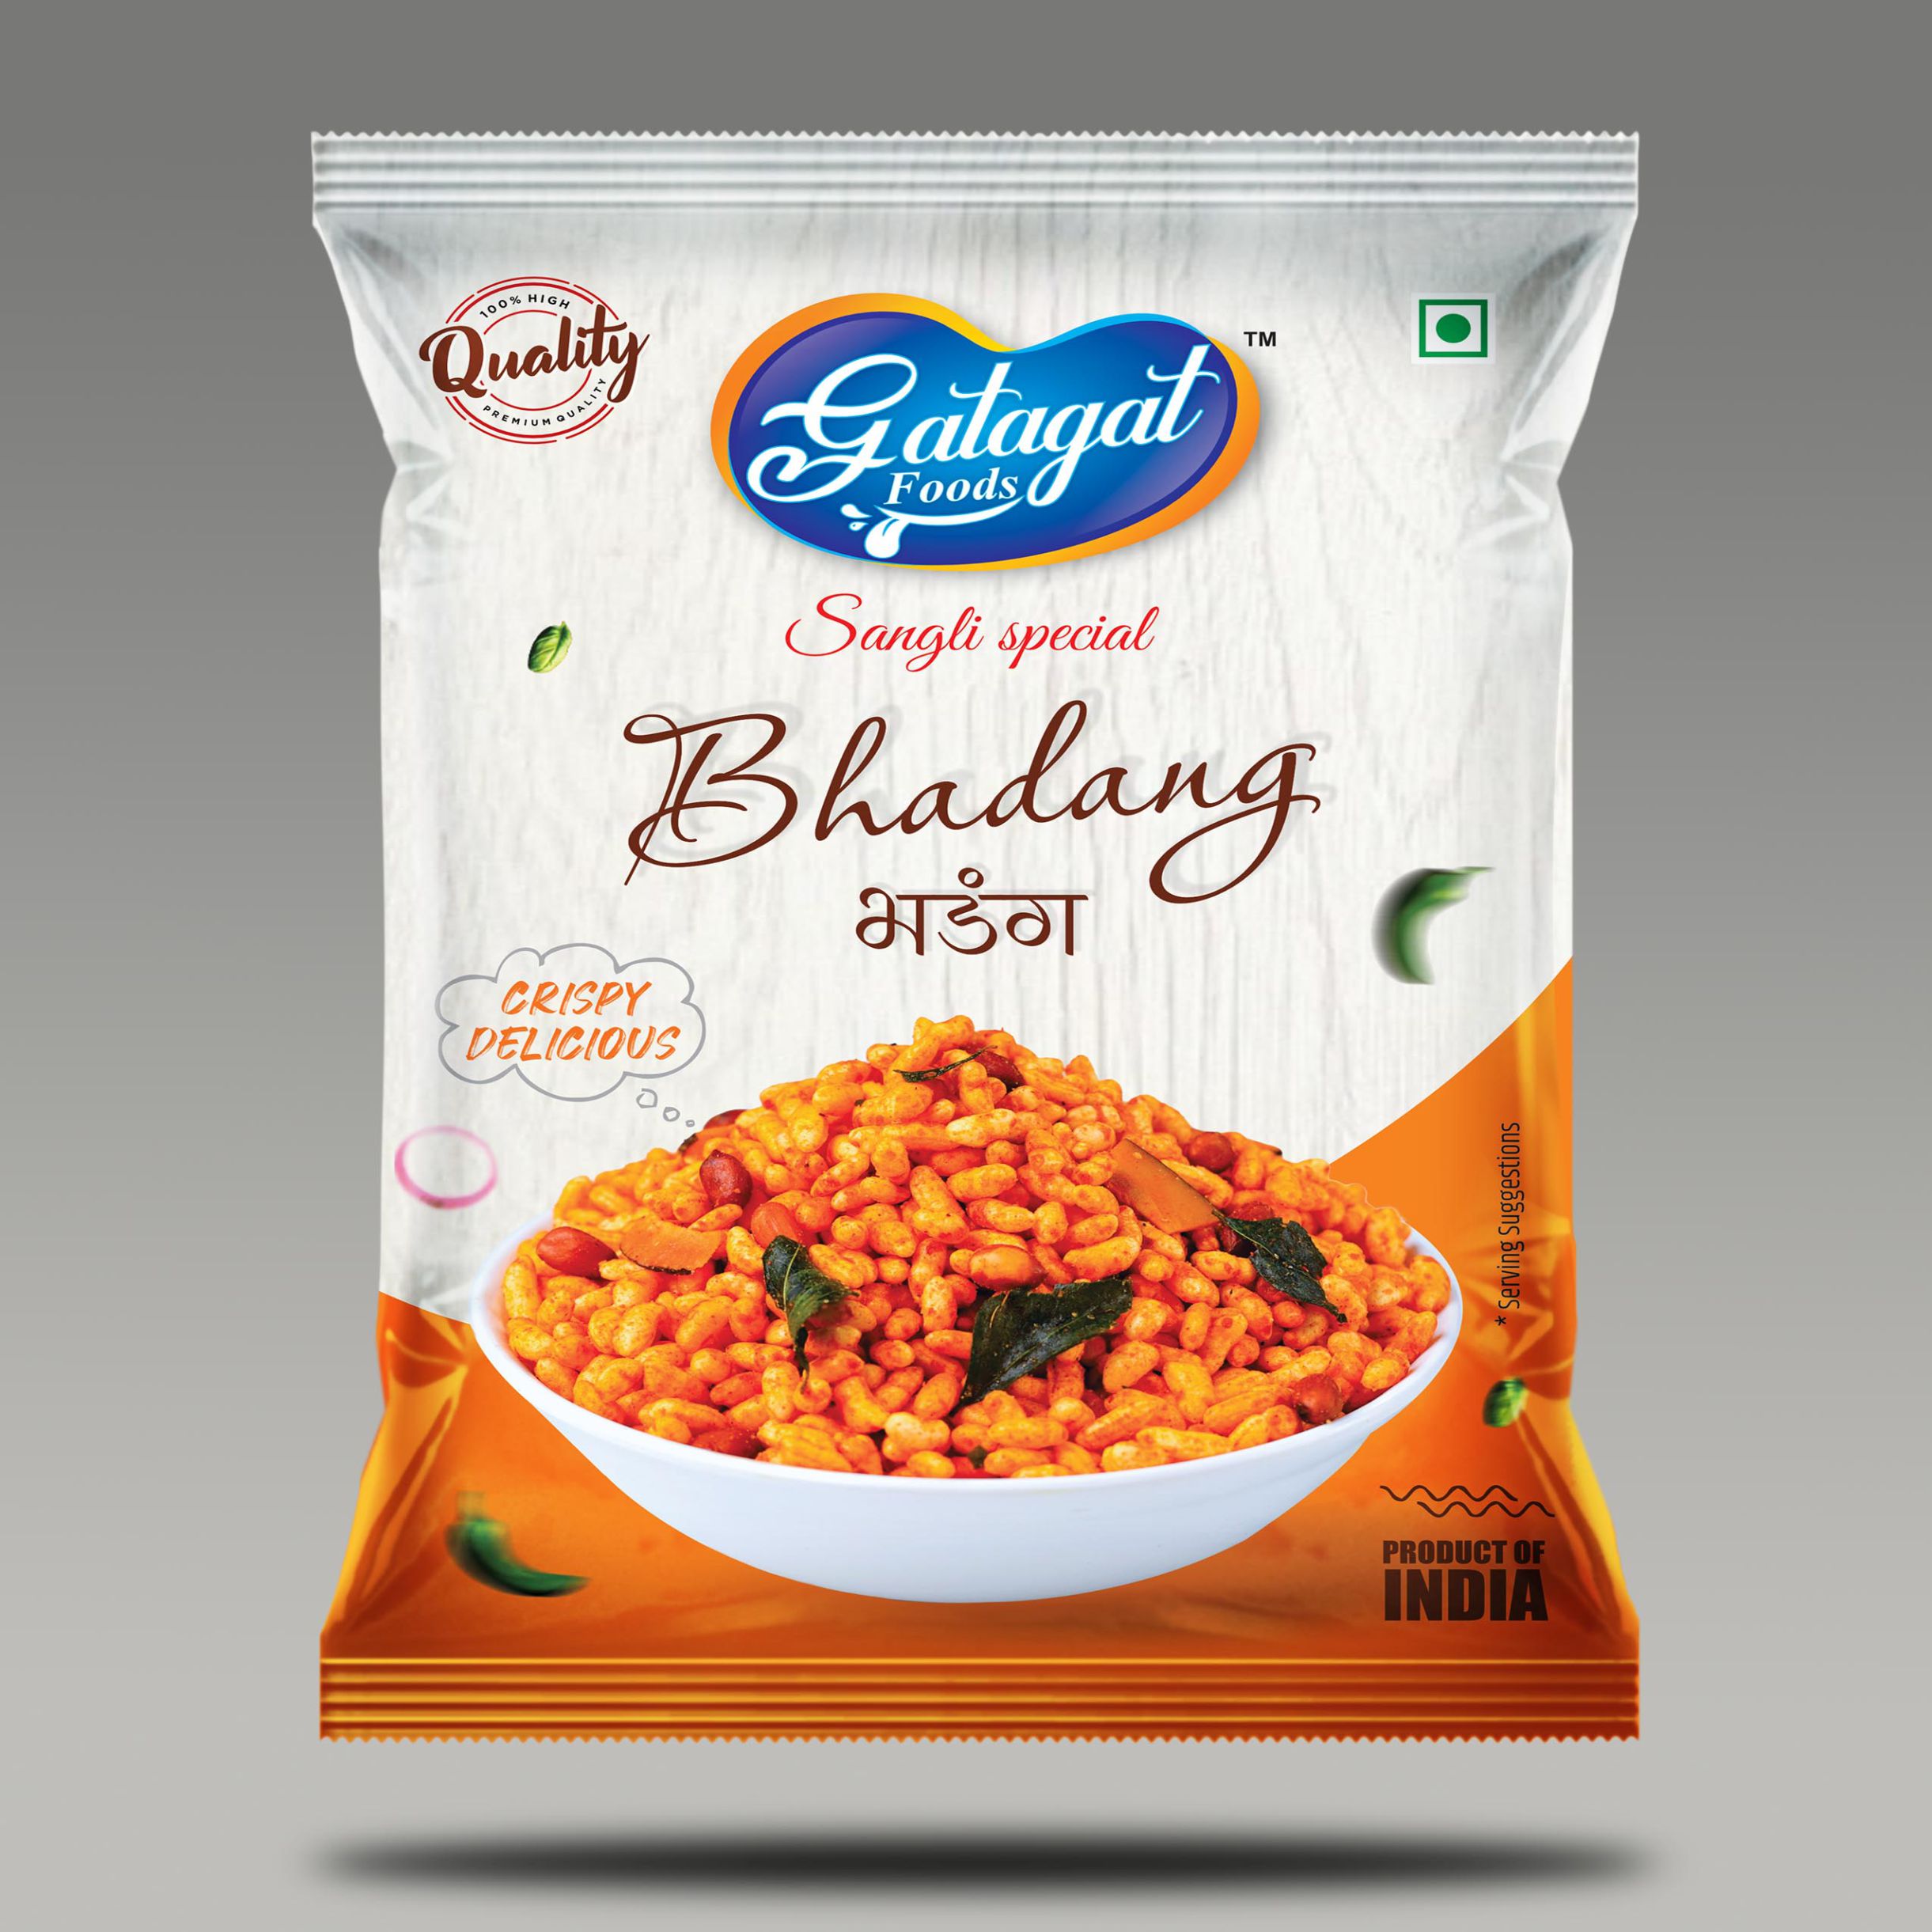 100% HIGH
Quality
PREMIUM QUALITY
Gatagat
Foods
TM
Sangli special
Bhadang
भडंग
CRISPY
DELICIOUS
* Serving Suggestions
PRODUCT OF
INDIA